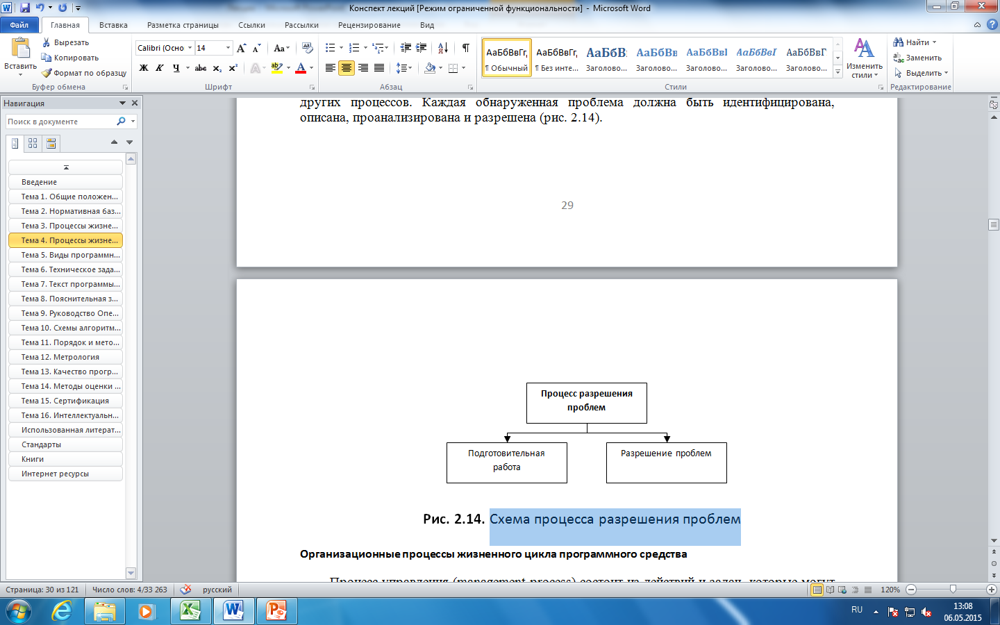 Конспект лекций [Режим ограниченной функциональности] - Microsoft Word
Файл Главная Вставка Разметка страницы Ссылки Рассылки Рецензирование Вид
Вставить
Вырезать
Копировать
Формат по образцу
Буфер обмена
Calibri (Осно 14
Ж К Ч abc x₂ x²
Шрифт
Абзац
АаБбВвГг, АаБбВвГг, АаБбВ: АаБбВв АаБбВвІ АаБбВвІ АаБбВвГ
¶ Обычный ¶ Без инте... Заголово... Заголово... Заголово... Заголово... Заголово...
Изменить стили
Стили
Найти
Заменить
Выделить
Редактирование
Навигация
Поиск в документе
Введение
Тема 1. Общие положен...
Тема 2. Нормативная баз...
Тема 3. Процессы жизне...
Тема 4. Процессы жизне...
Тема 5. Виды программн...
Тема 6. Техническое зада...
Тема 7. Текст программы...
Тема 8. Пояснительная з...
Тема 9. Руководство Опе...
Тема 10. Схемы алгоритм...
Тема 11. Порядок и мето...
Тема 12. Метрология
Тема 13. Качество прогр...
Тема 14. Методы оценки ...
Тема 15. Сертификация
Тема 16. Интеллектуальн...
Использованная литерат...
Стандарты
Книги
Интернет ресурсы
других процессов. Каждая обнаруженная проблема должна быть идентифицирована,
описана, проанализирована и разрешена (рис. 2.14).
29
Процесс разрешения
проблем
Подготовительная
работа
Разрешение проблем
Рис. 2.14. Схема процесса разрешения проблем
Организационные процессы жизненного цикла программного средства
Процесс управления (management process) состоит из действий и задач, которые могут
Страница: 30 из 121 Число слов: 4/33 263 русский 120%
RU 13:08
06.05.2015